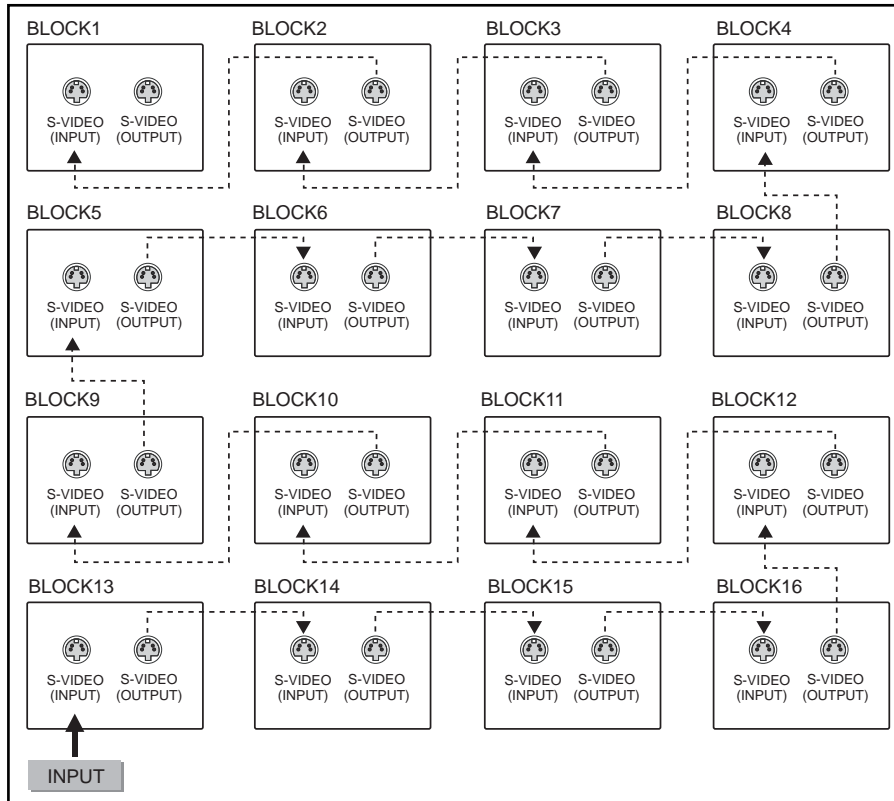 BLOCK1 BLOCK2 BLOCK3 BLOCK4
S-VIDEO S-VIDEO S-VIDEO S-VIDEO S-VIDEO S-VIDEO S-VIDEO S-VIDEO
(INPUT) (OUTPUT) (INPUT) (OUTPUT) (INPUT) (OUTPUT) (INPUT) (OUTPUT)
BLOCK5 BLOCK6 BLOCK7 BLOCK8
S-VIDEO S-VIDEO S-VIDEO S-VIDEO S-VIDEO S-VIDEO S-VIDEO S-VIDEO
(INPUT) (OUTPUT) (INPUT) (OUTPUT) (INPUT) (OUTPUT) (INPUT) (OUTPUT)
BLOCK9 BLOCK10 BLOCK11 BLOCK12
S-VIDEO S-VIDEO S-VIDEO S-VIDEO S-VIDEO S-VIDEO S-VIDEO S-VIDEO
(INPUT) (OUTPUT) (INPUT) (OUTPUT) (INPUT) (OUTPUT) (INPUT) (OUTPUT)
BLOCK13 BLOCK14 BLOCK15 BLOCK16
S-VIDEO S-VIDEO S-VIDEO S-VIDEO S-VIDEO S-VIDEO S-VIDEO S-VIDEO
(INPUT) (OUTPUT) (INPUT) (OUTPUT) (INPUT) (OUTPUT) (INPUT) (OUTPUT)
INPUT